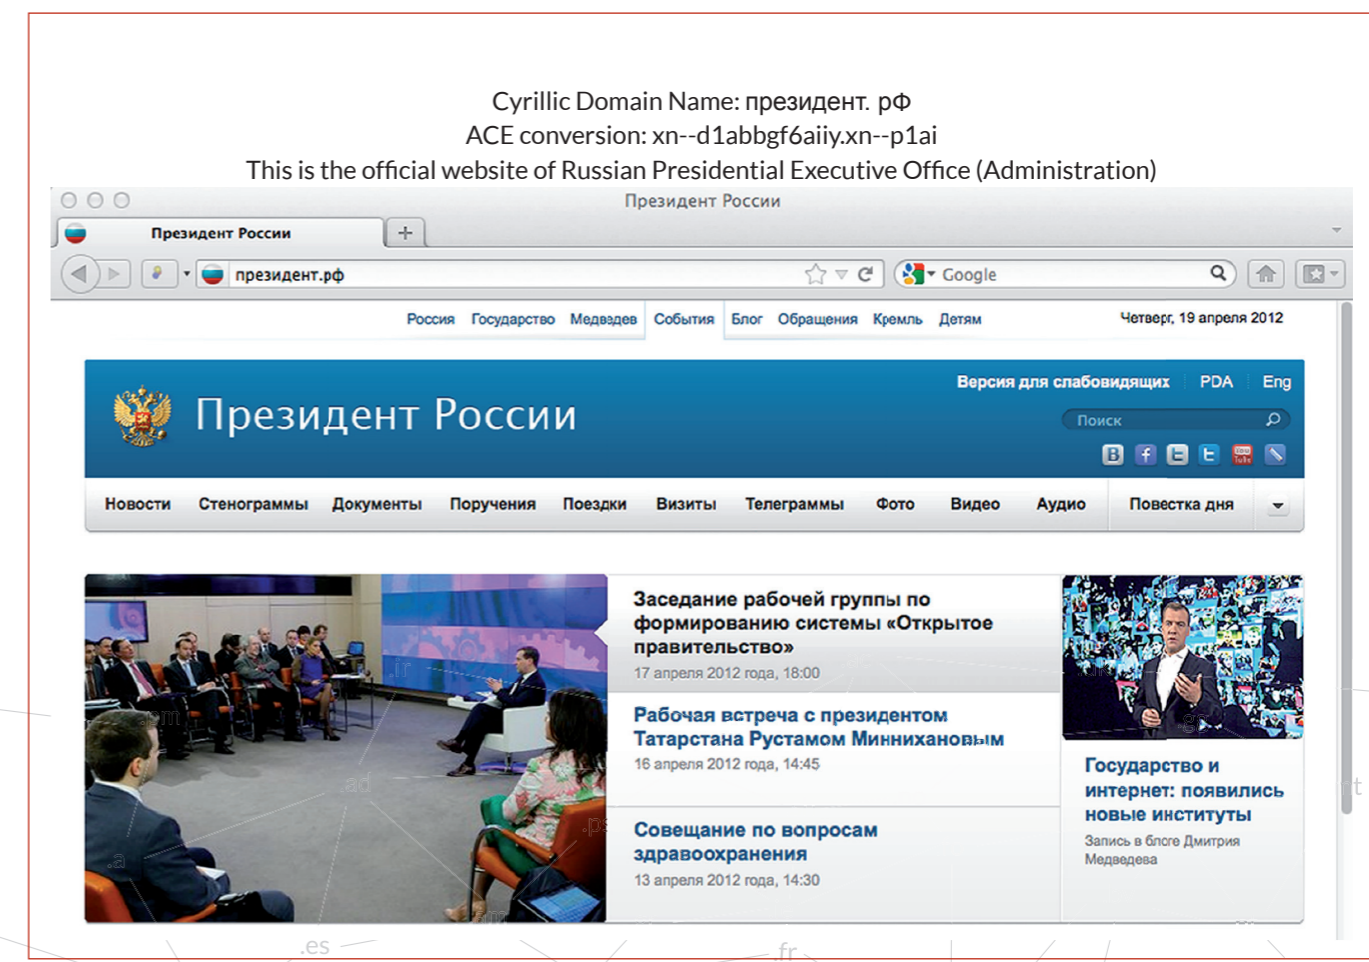 Cyrillic Domain Name: президент. рФ
ACE conversion: xn--d1abbgf6aiiy.xn--p1ai
This is the official website of Russian Presidential Executive Office (Administration)
Президент России
Президент России
президент.рф
Google
Россия Государство Медведев События Блог Обращения Кремль Детям
Четверг, 19 апреля 2012
Версия для слабовидящих PDA Eng
Президент России
Поиск
Новости Стенограммы Документы Поручения Поездки Визиты Телеграммы Фото Видео Аудио Повестка дня
Заседание рабочей группы по
формированию системы «Открытое
правительство»
17 апреля 2012 года, 18:00
Рабочая встреча с президентом
Татарстана Рустамом Миннихановым
16 апреля 2012 года, 14:45
Совещание по вопросам
здравоохранения
13 апреля 2012 года, 14:30
Государство и
интернет: появились
новые институты
Запись в блоге Дмитрия
Медведева
.ir
.ad
.a
.es
.fr